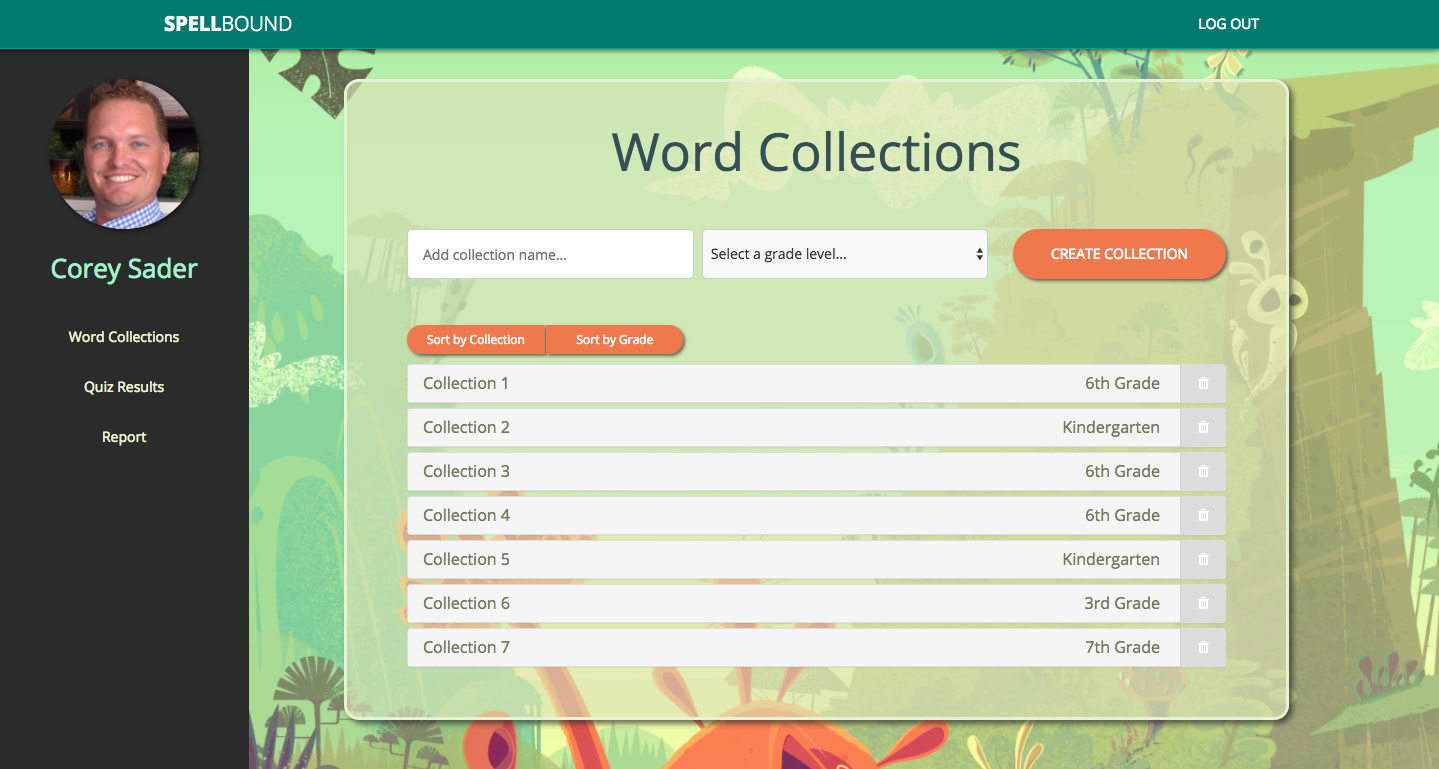 SPELLBOUND
LOG OUT
Corey Sader
Word Collections
Quiz Results
Report
Word Collections
Add collection name...
Select a grade level...
CREATE COLLECTION
Sort by Collection
Sort by Grade
Collection 1 6th Grade
Collection 2 Kindergarten
Collection 3 6th Grade
Collection 4 6th Grade
Collection 5 Kindergarten
Collection 6 3rd Grade
Collection 7 7th Grade